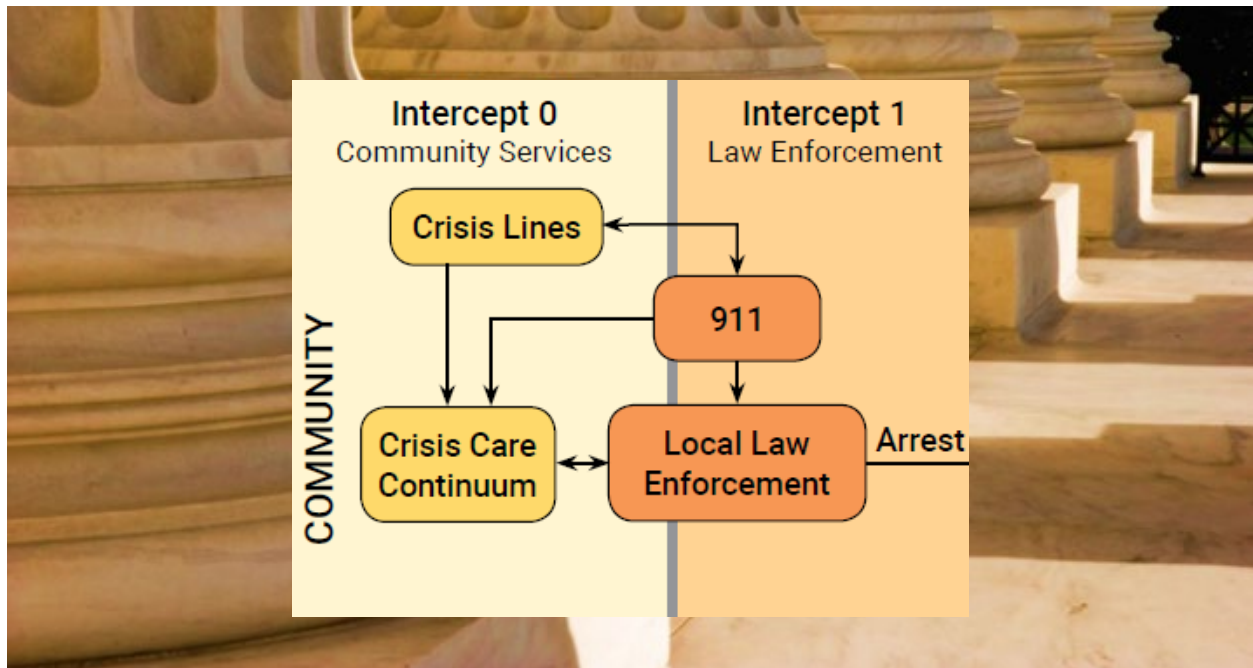 Intercept 0
Community Services
Intercept 1
Law Enforcement
Crisis Lines
911
COMMUNITY
Crisis Care
Continuum
Local Law
Enforcement
Arrest